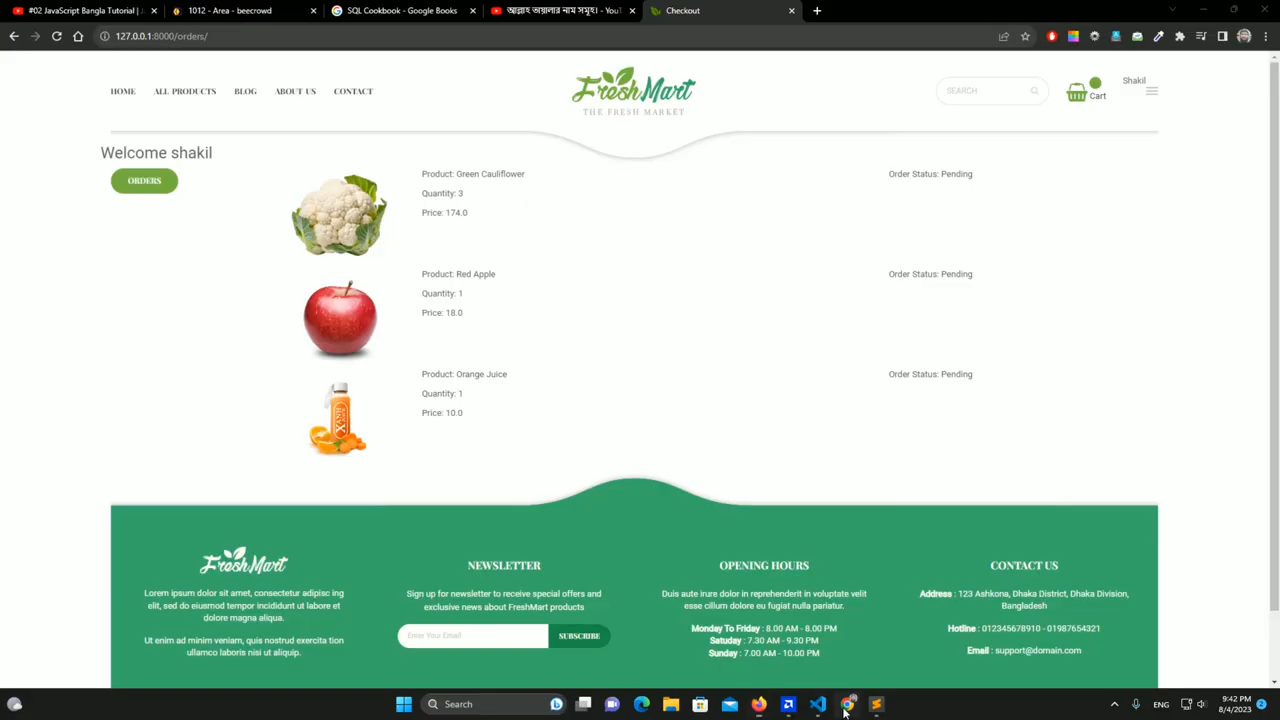 #02 JavaScript Bangla Tutorial |
1012 - Area - beecrowd
SQL Cookbook - Google Books
আল্লাহ তায়ালার নাম সমূহ। - You
Checkout
127.0.0.1:8000/orders/
HOME
ALL PRODUCTS
BLOG
ABOUT US
CONTACT
FreshMart
THE FRESH MARKET
SEARCH
Cart
Shakil
Welcome shakil
ORDERS
Product: Green Cauliflower
Quantity: 3
Price: 174.0
Order Status: Pending
Product: Red Apple
Quantity: 1
Price: 18.0
Order Status: Pending
Product: Orange Juice
Quantity: 1
Price: 10.0
Order Status: Pending
FreshMart
Lorem ipsum dolor sit amet, consectetur adipisc ing
elit, sed do eiusmod tempor incididunt ut labore et
dolore magna aliqua.
Ut enim ad minim veniam, quis nostrud exercita tion
ullamco laboris nisi ut aliquip.
NEWSLETTER
Sign up for newsletter to receive special offers and
exclusive news about FreshMart products
Enter Your Email
SUBSCRIBE
OPENING HOURS
Duis aute irure dolor in reprehenderit in voluptate velit
esse cillum dolore eu fugiat nulla pariatur.
Monday To Friday : 8.00 AM - 8.00 PM
Satuday : 7.30 AM - 9.30 PM
Sunday : 7.00 AM - 10.00 PM
CONTACT US
Address : 123 Ashkona, Dhaka District, Dhaka Division,
Bangladesh
Hotline : 012345678910 - 01987654321
Email : support@domain.com
Search
ENG
9:42 PM
8/4/2023
2